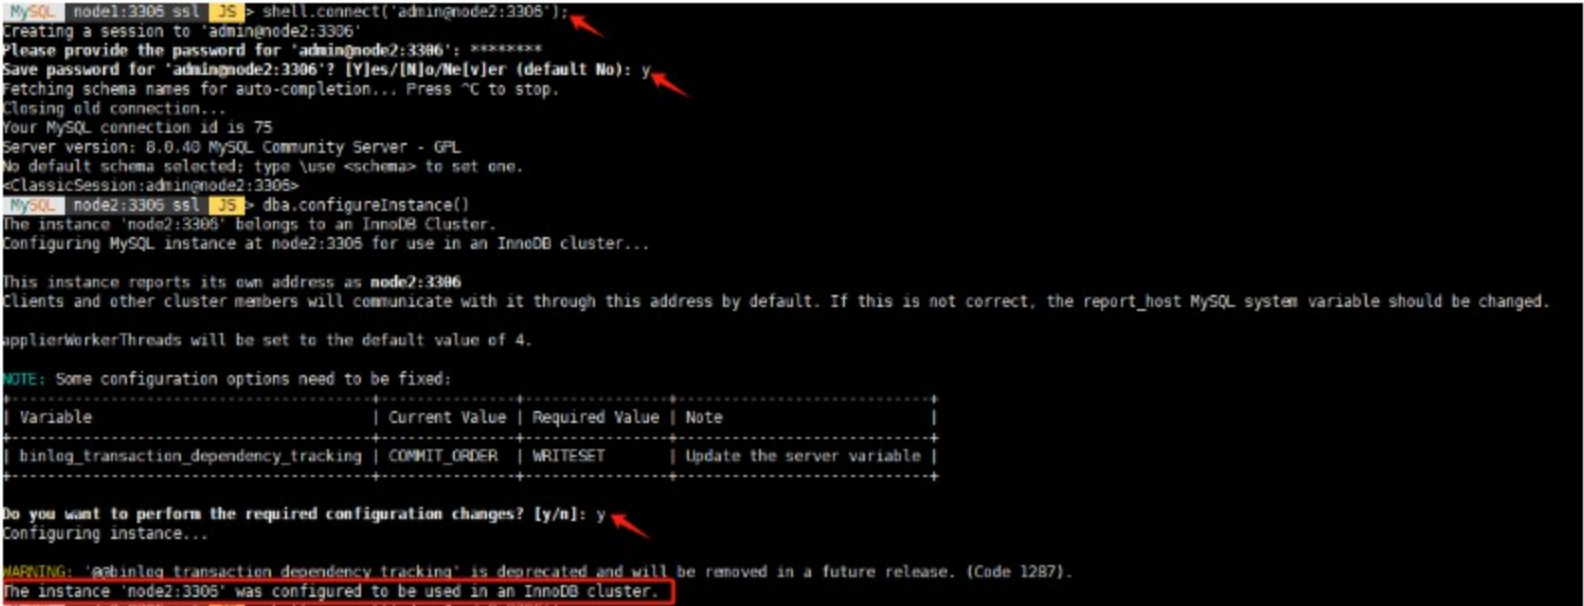 MySQL node1:3306 ssl JS > shell.connect('admin@node2:3306');
Creating a session to 'admin@node2:3306'
Please provide the password for 'admin@node2:3306': ********
Save password for 'admin@node2:3306'? [Y]es/[N]o/Ne[v]er (default No): y
Fetching schema names for auto-completion... Press ^C to stop.
Closing old connection...
Your MySQL connection id is 75
Server version: 8.0.40 MySQL Community Server - GPL
No default schema selected; type \use <schema> to set one.
<ClassicSession:admin@node2:3306>
MySQL node2:3306 ssl JS > dba.configureInstance()
The instance 'node2:3306' belongs to an InnoDB Cluster.
Configuring MySQL instance at node2:3306 for use in an InnoDB cluster...
This instance reports its own address as node2:3306
Clients and other cluster members will communicate with it through this address by default. If this is not correct, the report_host MySQL system variable should be changed.
applierWorkerThreads will be set to the default value of 4.
NOTE: Some configuration options need to be fixed:
+----------------------------------------+---------------+----------------+----------------------------+
| Variable | Current Value | Required Value | Note |
+----------------------------------------+---------------+----------------+----------------------------+
| binlog_transaction_dependency_tracking | COMMIT_ORDER | WRITESET | Update the server variable |
+----------------------------------------+---------------+----------------+----------------------------+
Do you want to perform the required configuration changes? [y/n]: y
Configuring instance...
WARNING: '@@binlog_transaction_dependency_tracking' is deprecated and will be removed in a future release. (Code 1287).
The instance 'node2:3306' was configured to be used in an InnoDB cluster.